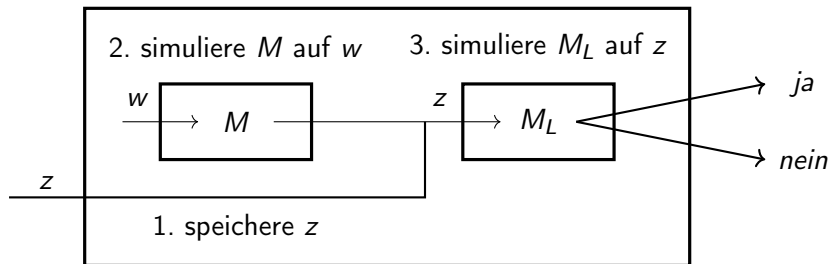 2. simuliere M auf w
3. simuliere M_L auf z
w
M
z
M_L
ja
nein
z
1. speichere z